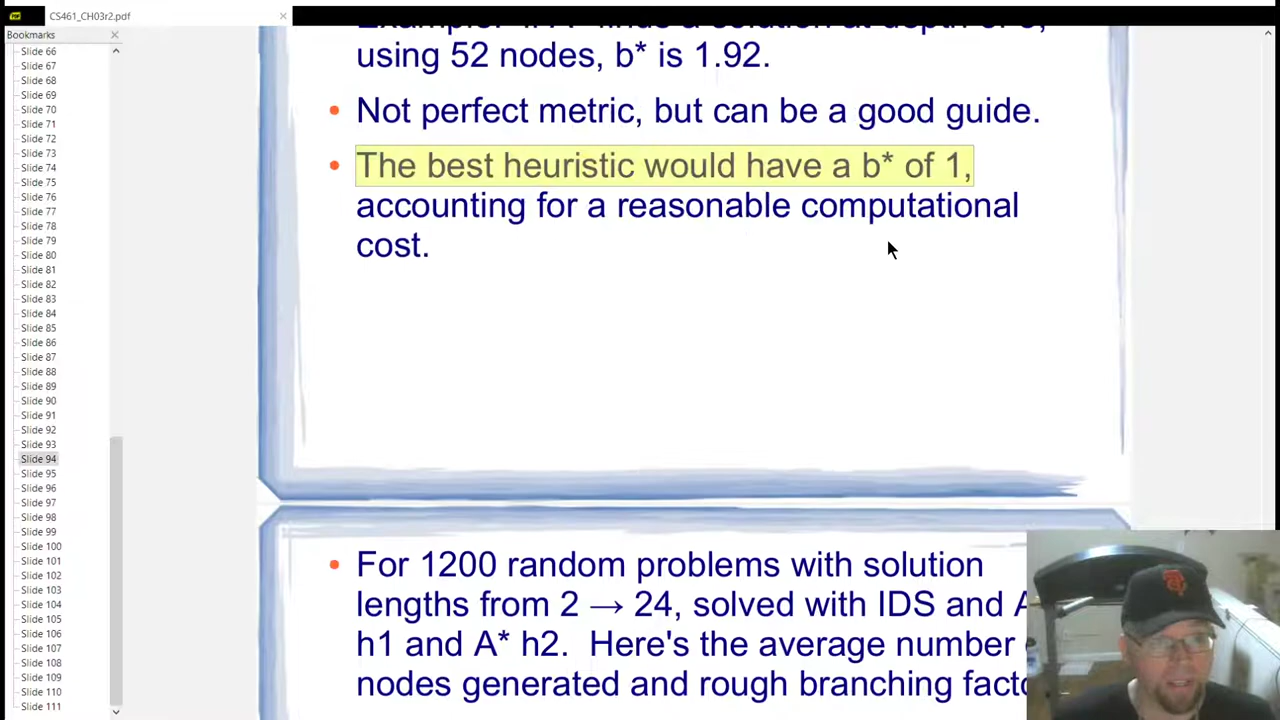 CS461_CH03r2.pdf
Bookmarks
Slide 66
Slide 67
Slide 68
Slide 69
Slide 70
Slide 71
Slide 72
Slide 73
Slide 74
Slide 75
Slide 76
Slide 77
Slide 78
Slide 79
Slide 80
Slide 81
Slide 82
Slide 83
Slide 84
Slide 85
Slide 86
Slide 87
Slide 88
Slide 89
Slide 90
Slide 91
Slide 92
Slide 93
Slide 94
Slide 95
Slide 96
Slide 97
Slide 98
Slide 99
Slide 100
Slide 101
Slide 102
Slide 103
Slide 104
Slide 105
Slide 106
Slide 107
Slide 108
Slide 109
Slide 110
Slide 111
using 52 nodes, b* is 1.92.
• Not perfect metric, but can be a good guide.
• The best heuristic would have a b* of 1,
accounting for a reasonable computational
cost.
• For 1200 random problems with solution
lengths from 2 → 24, solved with IDS and A
h1 and A* h2. Here's the average number
nodes generated and rough branching